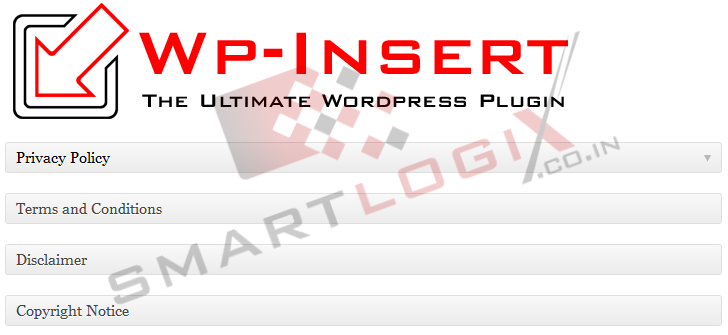 Wp-Insert
The Ultimate Wordpress Plugin
Privacy Policy
Terms and Conditions
Disclaimer
Copyright Notice
SMARTLOGIX.CO.IN